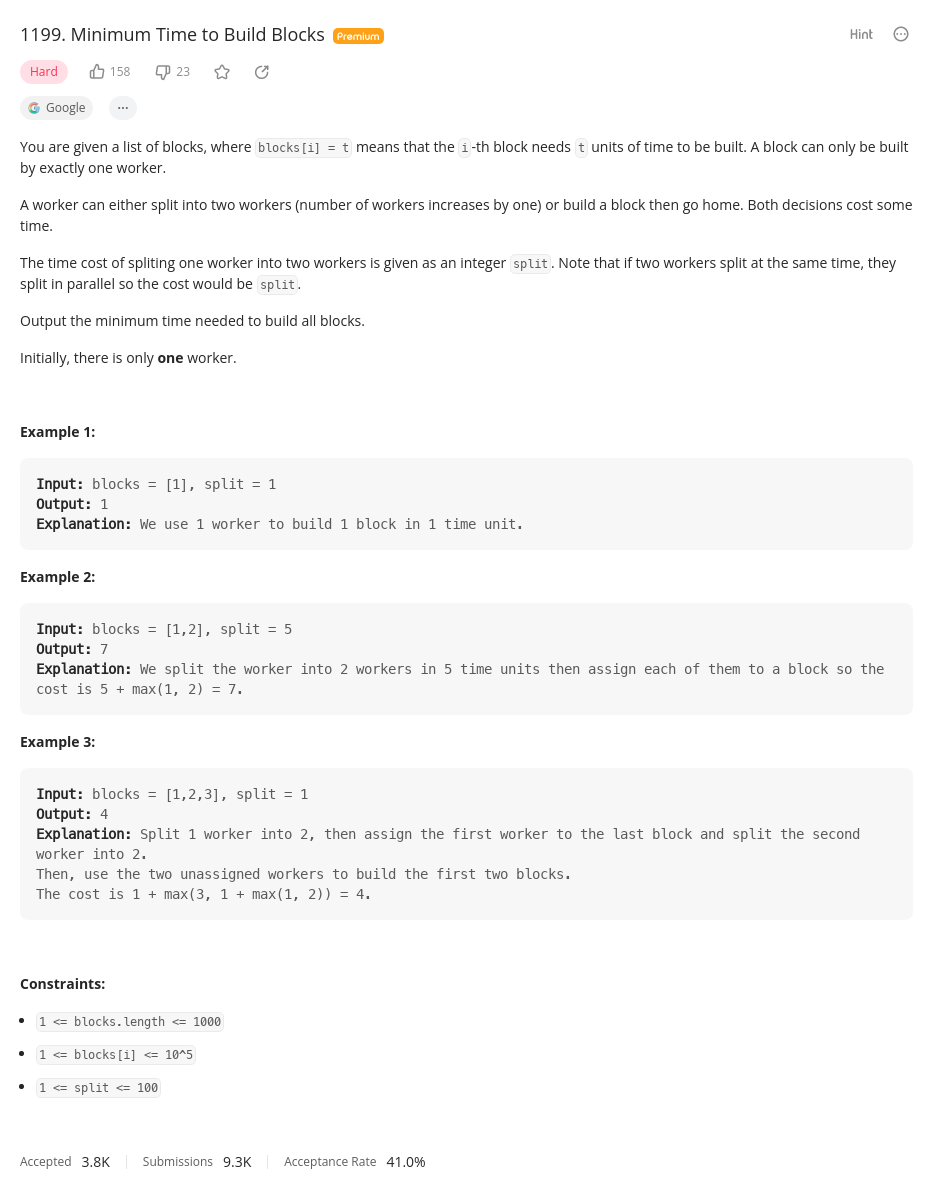 1199. Minimum Time to Build Blocks Premium Hint
Hard 158 23
Google ...
You are given a list of blocks, where blocks[i] = t means that the i-th block needs t units of time to be built. A block can only be built
by exactly one worker.
A worker can either split into two workers (number of workers increases by one) or build a block then go home. Both decisions cost some
time.
The time cost of spliting one worker into two workers is given as an integer split. Note that if two workers split at the same time, they
split in parallel so the cost would be split.
Output the minimum time needed to build all blocks.
Initially, there is only one worker.
Example 1:
Input: blocks = [1], split = 1
Output: 1
Explanation: We use 1 worker to build 1 block in 1 time unit.
Example 2:
Input: blocks = [1,2], split = 5
Output: 7
Explanation: We split the worker into 2 workers in 5 time units then assign each of them to a block so the
cost is 5 + max(1, 2) = 7.
Example 3:
Input: blocks = [1,2,3], split = 1
Output: 4
Explanation: Split 1 worker into 2, then assign the first worker to the last block and split the second
worker into 2.
Then, use the two unassigned workers to build the first two blocks.
The cost is 1 + max(3, 1 + max(1, 2)) = 4.
Constraints:
• 1 <= blocks.length <= 1000
• 1 <= blocks[i] <= 10^5
• 1 <= split <= 100
Accepted 3.8K Submissions 9.3K Acceptance Rate 41.0%